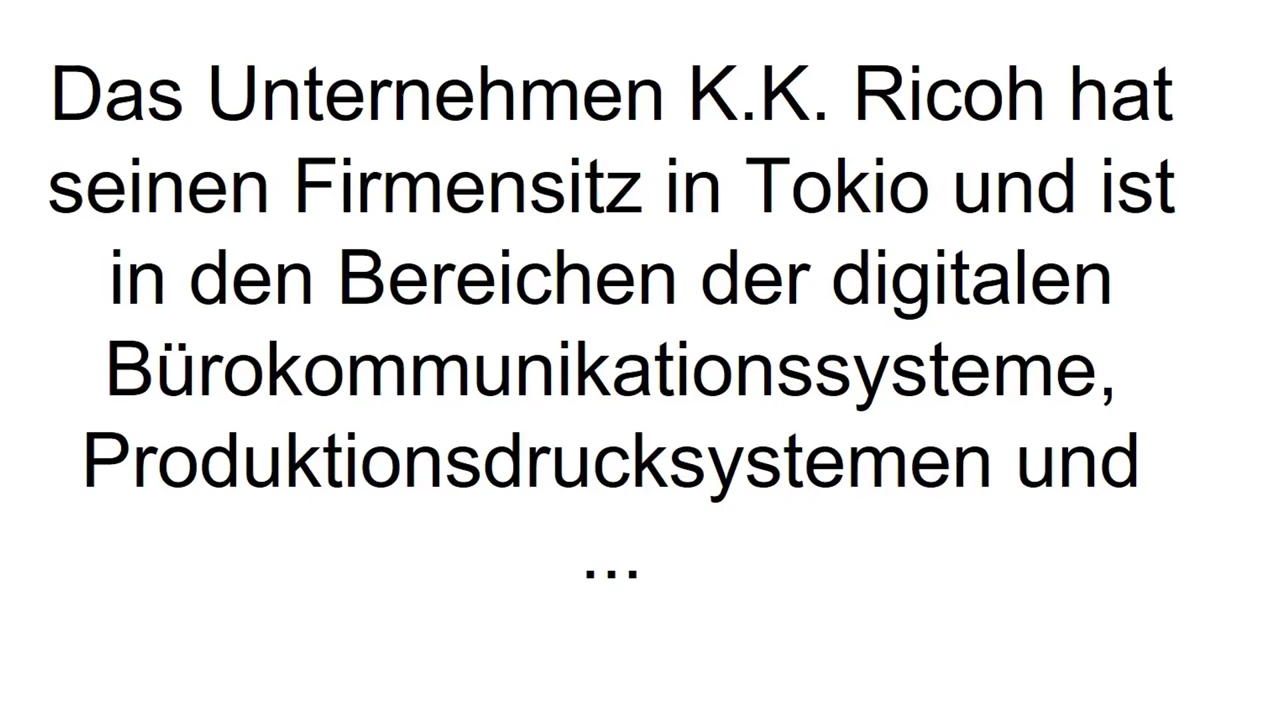 Das Unternehmen K.K. Ricoh hat
seinen Firmensitz in Tokio und ist
in den Bereichen der digitalen
Bürokommunikationssysteme,
Produktionsdrucksystemen und
...